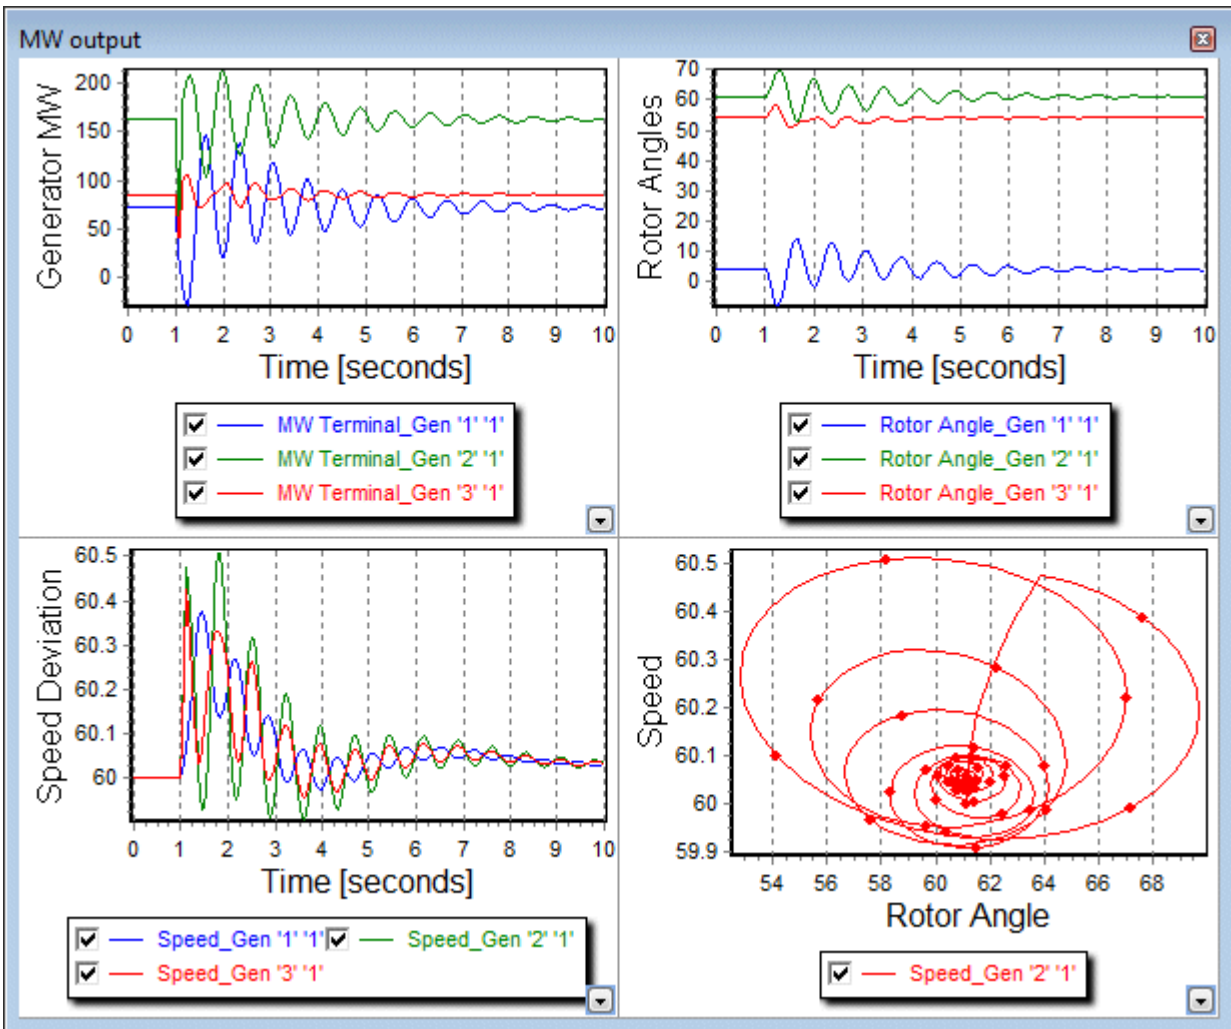 MW output
Generator MW
200
150
100
50
0
0 1 2 3 4 5 6 7 8 9 10
Time [seconds]
MW Terminal_Gen '1' '1'
MW Terminal_Gen '2' '1'
MW Terminal_Gen '3' '1'
Rotor Angles
70
60
50
40
30
20
10
0
0 1 2 3 4 5 6 7 8 9 10
Time [seconds]
Rotor Angle_Gen '1' '1'
Rotor Angle_Gen '2' '1'
Rotor Angle_Gen '3' '1'
Speed Deviation
60.5
60.4
60.3
60.2
60.1
60
0 1 2 3 4 5 6 7 8 9 10
Time [seconds]
Speed_Gen '1' '1' Speed_Gen '2' '1'
Speed_Gen '3' '1'
Speed
60.5
60.4
60.3
60.2
60.1
60
59.9
54 56 58 60 62 64 66 68
Rotor Angle
Speed_Gen '2' '1'